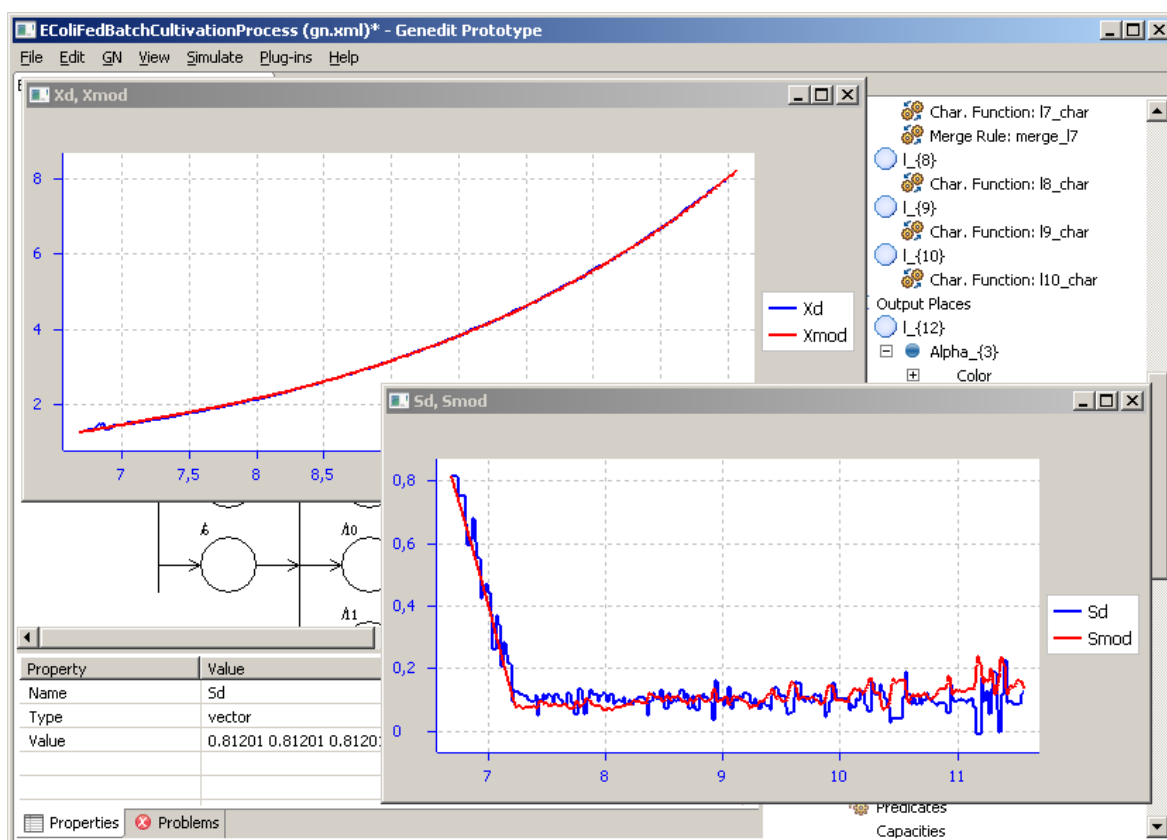 EColiFedBatchCultivationProcess (gn.xml)* - Genedit Prototype
File Edit GN View Simulate Plug-ins Help
Xd, Xmod
8
6
4
2
7 7,5 8 8,5
Xd
Xmod
Char. Function: l7_char
Merge Rule: merge_l7
l_{8}
Char. Function: l8_char
l_{9}
Char. Function: l9_char
l_{10}
Char. Function: l10_char
Output Places
l_{12}
Alpha_{3}
Color
Sd, Smod
0,8
0,6
0,4
0,2
0
7 8 9 10 11
Sd
Smod
Property Value
Name Sd
Type vector
Value 0.81201 0.81201 0.81201
Properties Problems
Predicates
Capacities